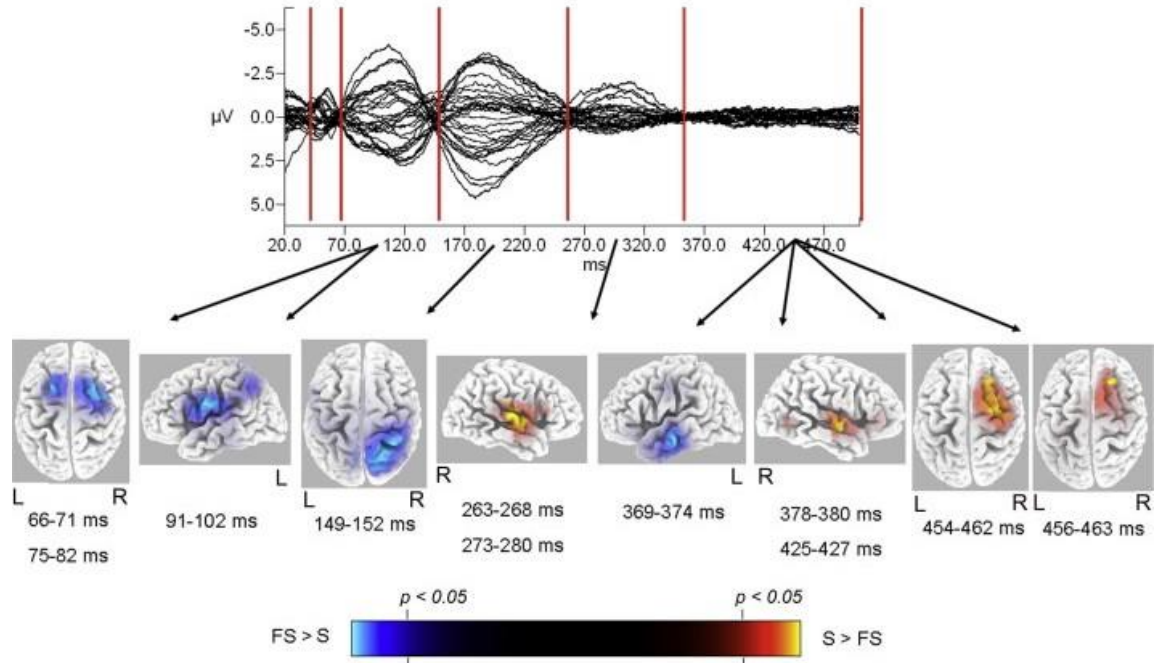 -5.0
-2.5
μV 0.0
2.5
5.0
20.0 70.0 120.0 170.0 220.0 270.0 320.0 370.0 420.0 470.0
ms
L R L L R R L R L R L R
66-71 ms 91-102 ms 149-152 ms 263-268 ms 369-374 ms 378-380 ms 454-462 ms 456-463 ms
75-82 ms 273-280 ms 425-427 ms
p < 0.05 p < 0.05
FS > S S > FS